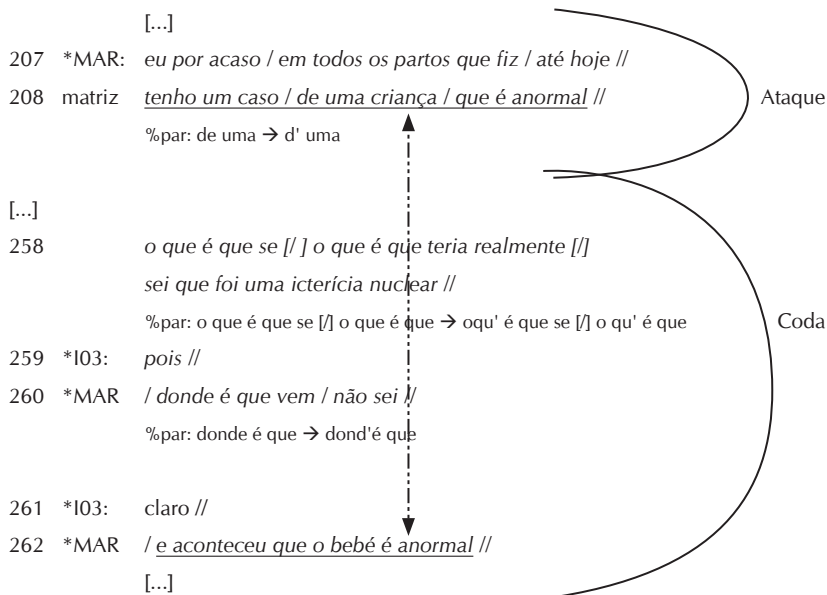 [...]
207 *MAR: eu por acaso / em todos os partos que fiz / até hoje //
208 matriz tenho um caso / de uma criança / que é anormal //
Ataque
%par: de uma → d' uma
[...]
258 o que é que se [/ ] o que é que teria realmente [/]
sei que foi uma icterícia nuclear //
%par: o que é que se [/] o que é que → oqu' é que se [/] o qu' é que
Coda
259 *I03: pois //
260 *MAR / donde é que vem / não sei //
%par: donde é que → dond'é que
261 *I03: claro //
262 *MAR / e aconteceu que o bebé é anormal //
[...]